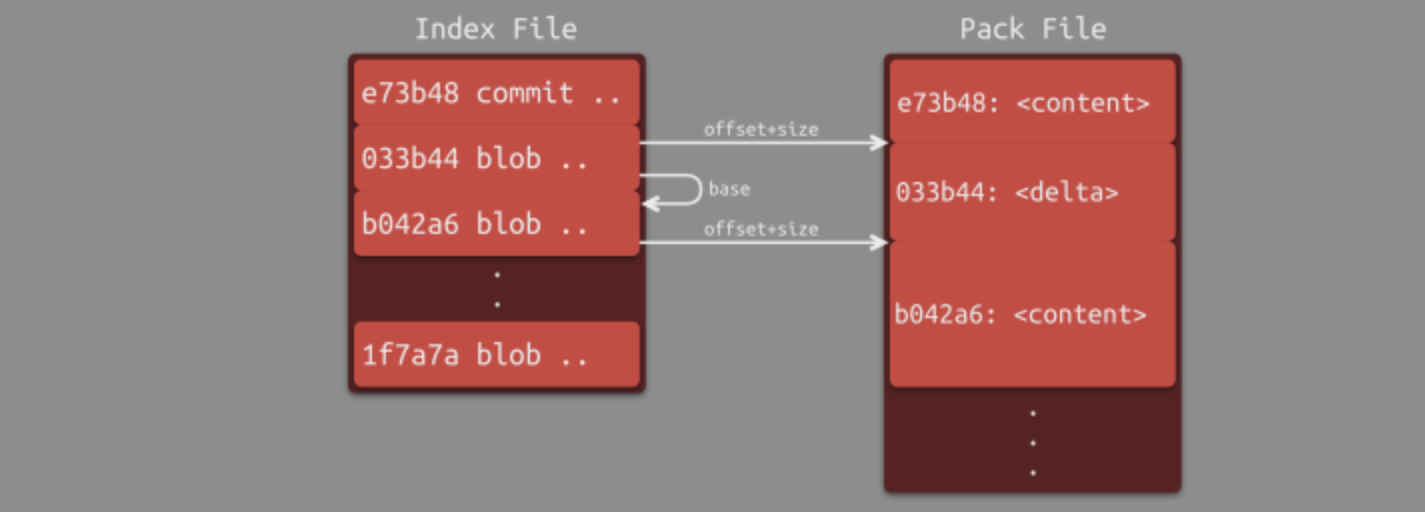 Index File
e73b48 commit ..
033b44 blob ..
b042a6 blob ..
.
.
1f7a7a blob ..
offset+size
base
offset+size
Pack File
e73b48: <content>
033b44: <delta>
b042a6: <content>
.
.
.